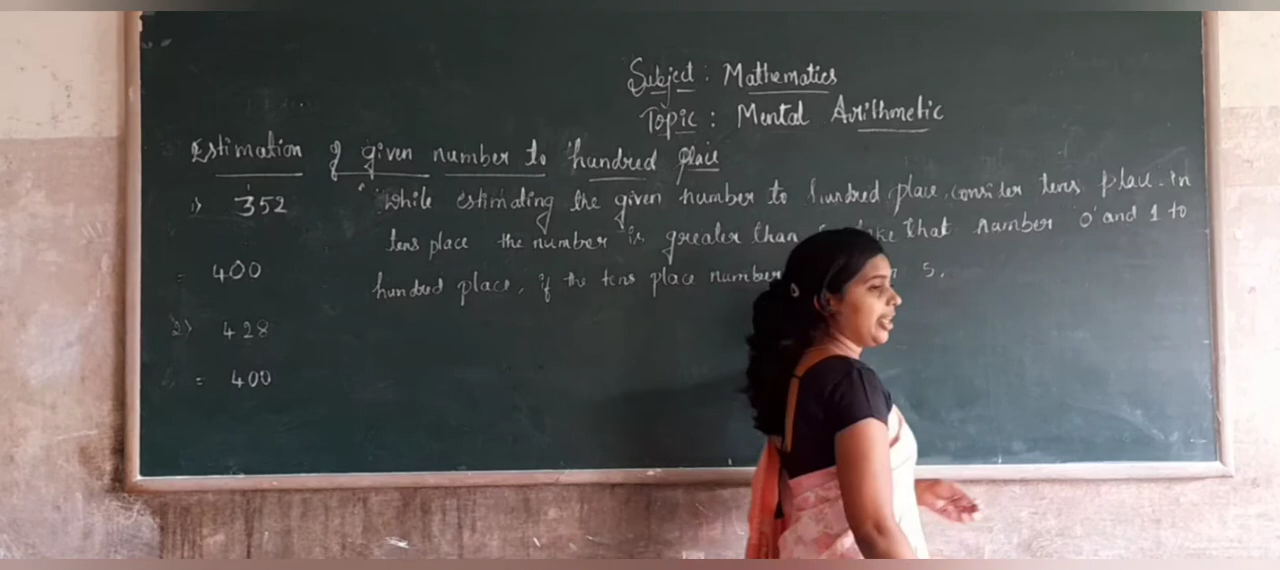 Subject : Mathematics
Topic : Mental Arithmetic
Estimation of given number to hundred place
1) 352
1
While estimating the given number to hundred place, consider tens place. in
tens place the number is greater than take that number '0' and 1 to
= 400
hundred place, if the tens place number 5.
2) 428
= 400